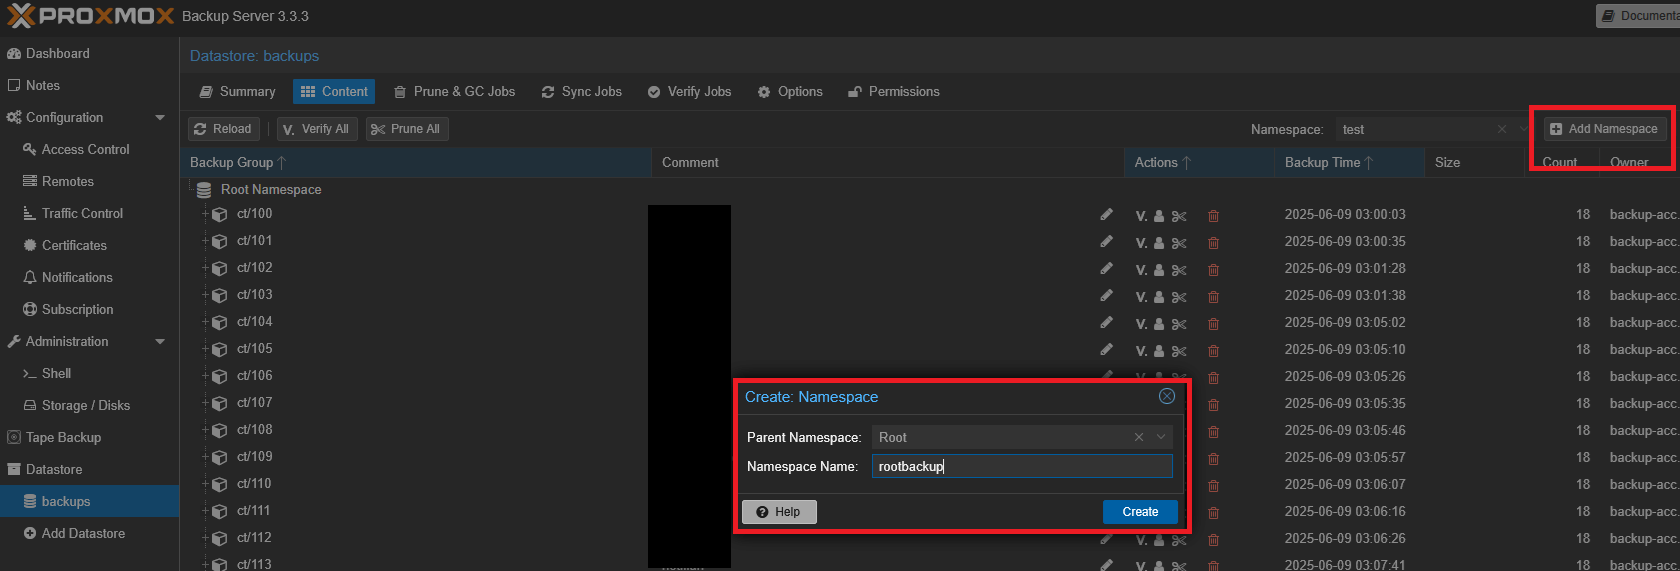 PROXMOX Backup Server 3.3.3
Documenta
Dashboard
Notes
Configuration
Access Control
Remotes
Traffic Control
Certificates
Notifications
Subscription
Administration
Shell
Storage / Disks
Tape Backup
Datastore
backups
Add Datastore
Datastore: backups
Summary Content Prune & GC Jobs Sync Jobs Verify Jobs Options Permissions
Reload V. Verify All Prune All Namespace: test Add Namespace
Backup Group Comment Actions Backup Time Size Count Owner
Root Namespace
ct/100 V. 2025-06-09 03:00:03 18 backup-acc.
ct/101 V. 2025-06-09 03:00:35 18 backup-acc.
ct/102 V. 2025-06-09 03:01:28 18 backup-acc.
ct/103 V. 2025-06-09 03:01:38 18 backup-acc.
ct/104 V. 2025-06-09 03:05:02 18 backup-acc.
ct/105 V. 2025-06-09 03:05:10 18 backup-acc.
ct/106 V. 2025-06-09 03:05:26 18 backup-acc.
ct/107 2025-06-09 03:05:35 18 backup-acc.
ct/108 2025-06-09 03:05:46 18 backup-acc.
ct/109 2025-06-09 03:05:57 18 backup-acc.
ct/110 2025-06-09 03:06:07 18 backup-acc.
ct/111 2025-06-09 03:06:16 18 backup-acc.
ct/112 V. 2025-06-09 03:06:26 18 backup-acc.
ct/113 V. 2025-06-09 03:07:41 18 backup-acc.
Create: Namespace
Parent Namespace: Root
Namespace Name: rootbackup
Help Create